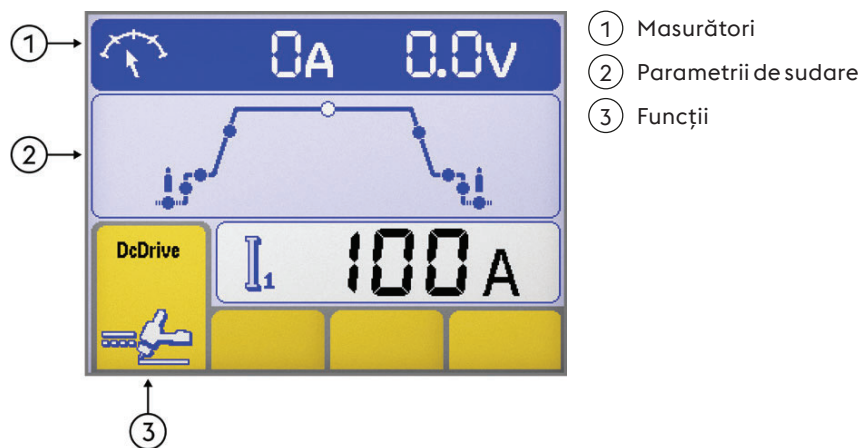 1 0A 0.0V
2
DcDrive I1 100A
3
1 Masurători
2 Parametrii de sudare
3 Funcții